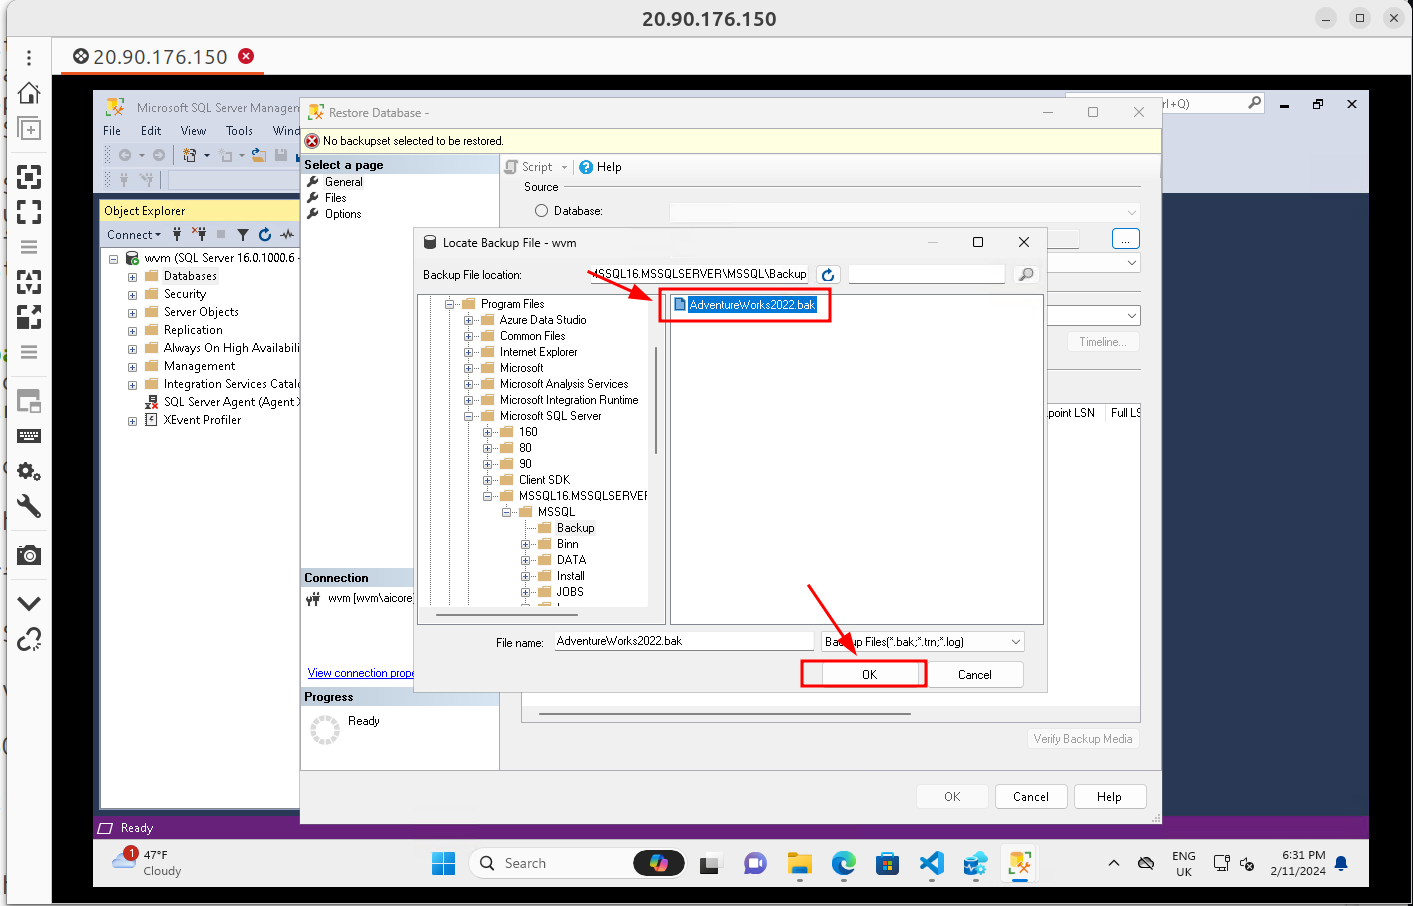 20.90.176.150
20.90.176.150
Microsoft SQL Server Manager
rl+Q)
File Edit View Tools Wind
Restore Database -
No backupset selected to be restored.
Select a page
General
Files
Options
Script
Help
Source
Database:
...
Timeline...
point LSN
Full LS
Object Explorer
Connect
wvm (SQL Server 16.0.1000.6 -
Databases
Security
Server Objects
Replication
Always On High Availabili
Management
Integration Services Catalo
SQL Server Agent (Agent X
XEvent Profiler
Locate Backup File - wvm
Backup File location:
MSSQL16.MSSQLSERVER\MSSQL\Backup
Program Files
Azure Data Studio
Common Files
Internet Explorer
Microsoft
Microsoft Analysis Services
Microsoft Integration Runtime
Microsoft SQL Server
160
80
90
Client SDK
MSSQL16.MSSQLSERVER
MSSQL
Backup
Binn
DATA
Install
JOBS
AdventureWorks2022.bak
File name:
AdventureWorks2022.bak
Backup Files(*.bak;*.trn;*.log)
OK
Cancel
Connection
wvm [wvm\aicore]
View connection prope
Progress
Ready
Verify Backup Media
OK
Cancel
Help
Ready
1
47°F
Cloudy
Search
ENG
UK
6:31 PM
2/11/2024